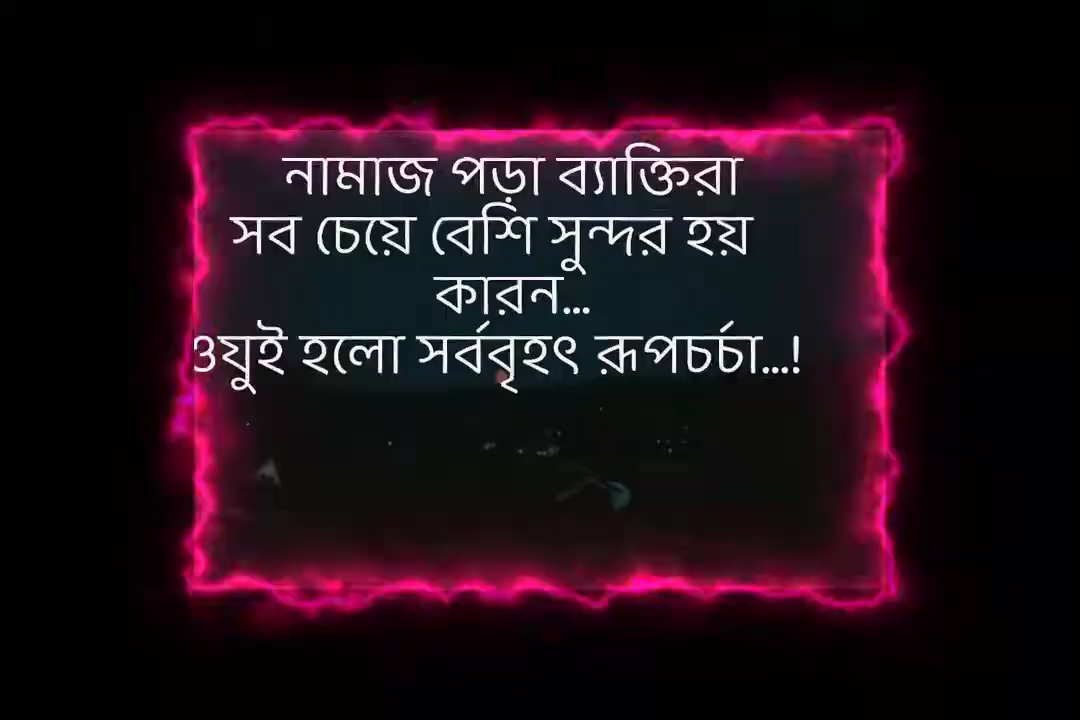 নামাজ পড়া ব্যাক্তিরা
সব চেয়ে বেশি সুন্দর হয়
কারন...
ওযুই হলো সর্ববৃহৎ রূপচর্চা...!